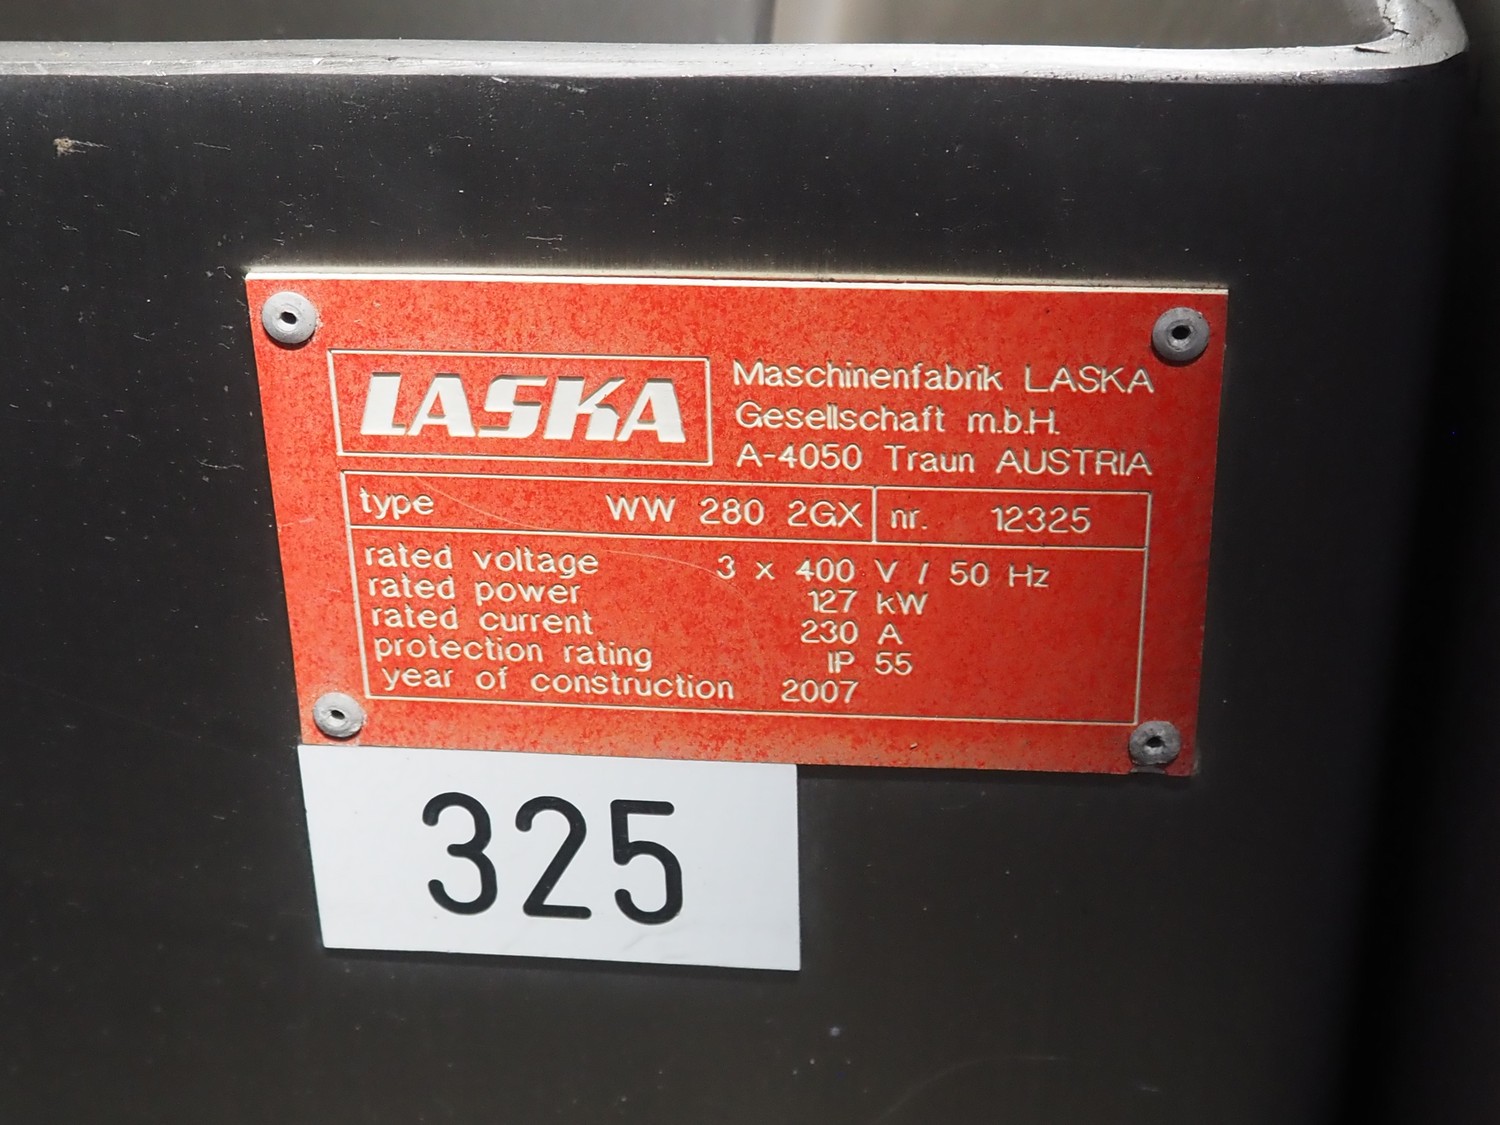 LASKA
Maschinenfabrik LASKA
Gesellschaft m.b.H.
A-4050 Traun AUSTRIA
type WW 280 2GX nr. 12325
rated voltage 3 x 400 V / 50 Hz
rated power 127 kW
rated current 230 A
protection rating IP 55
year of construction 2007
325